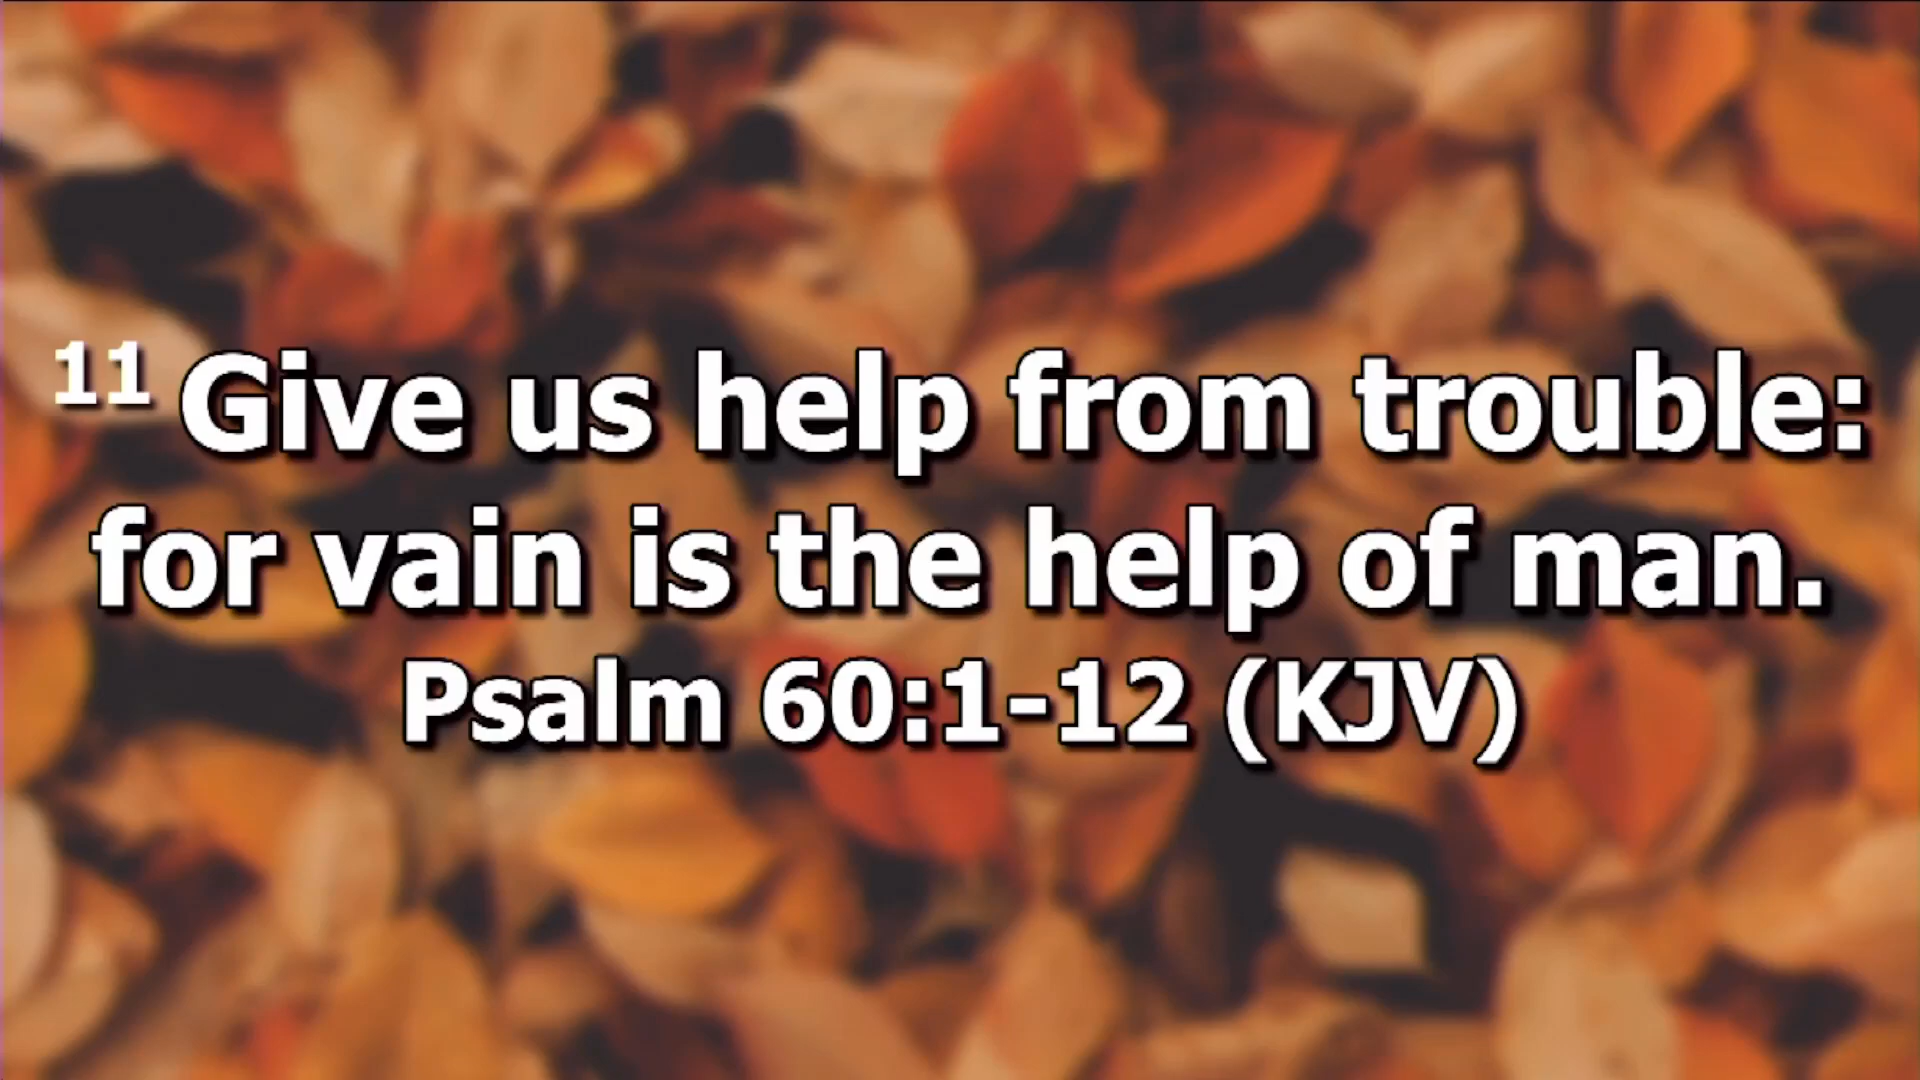 11 Give us help from trouble:
for vain is the help of man.
Psalm 60:1-12 (KJV)